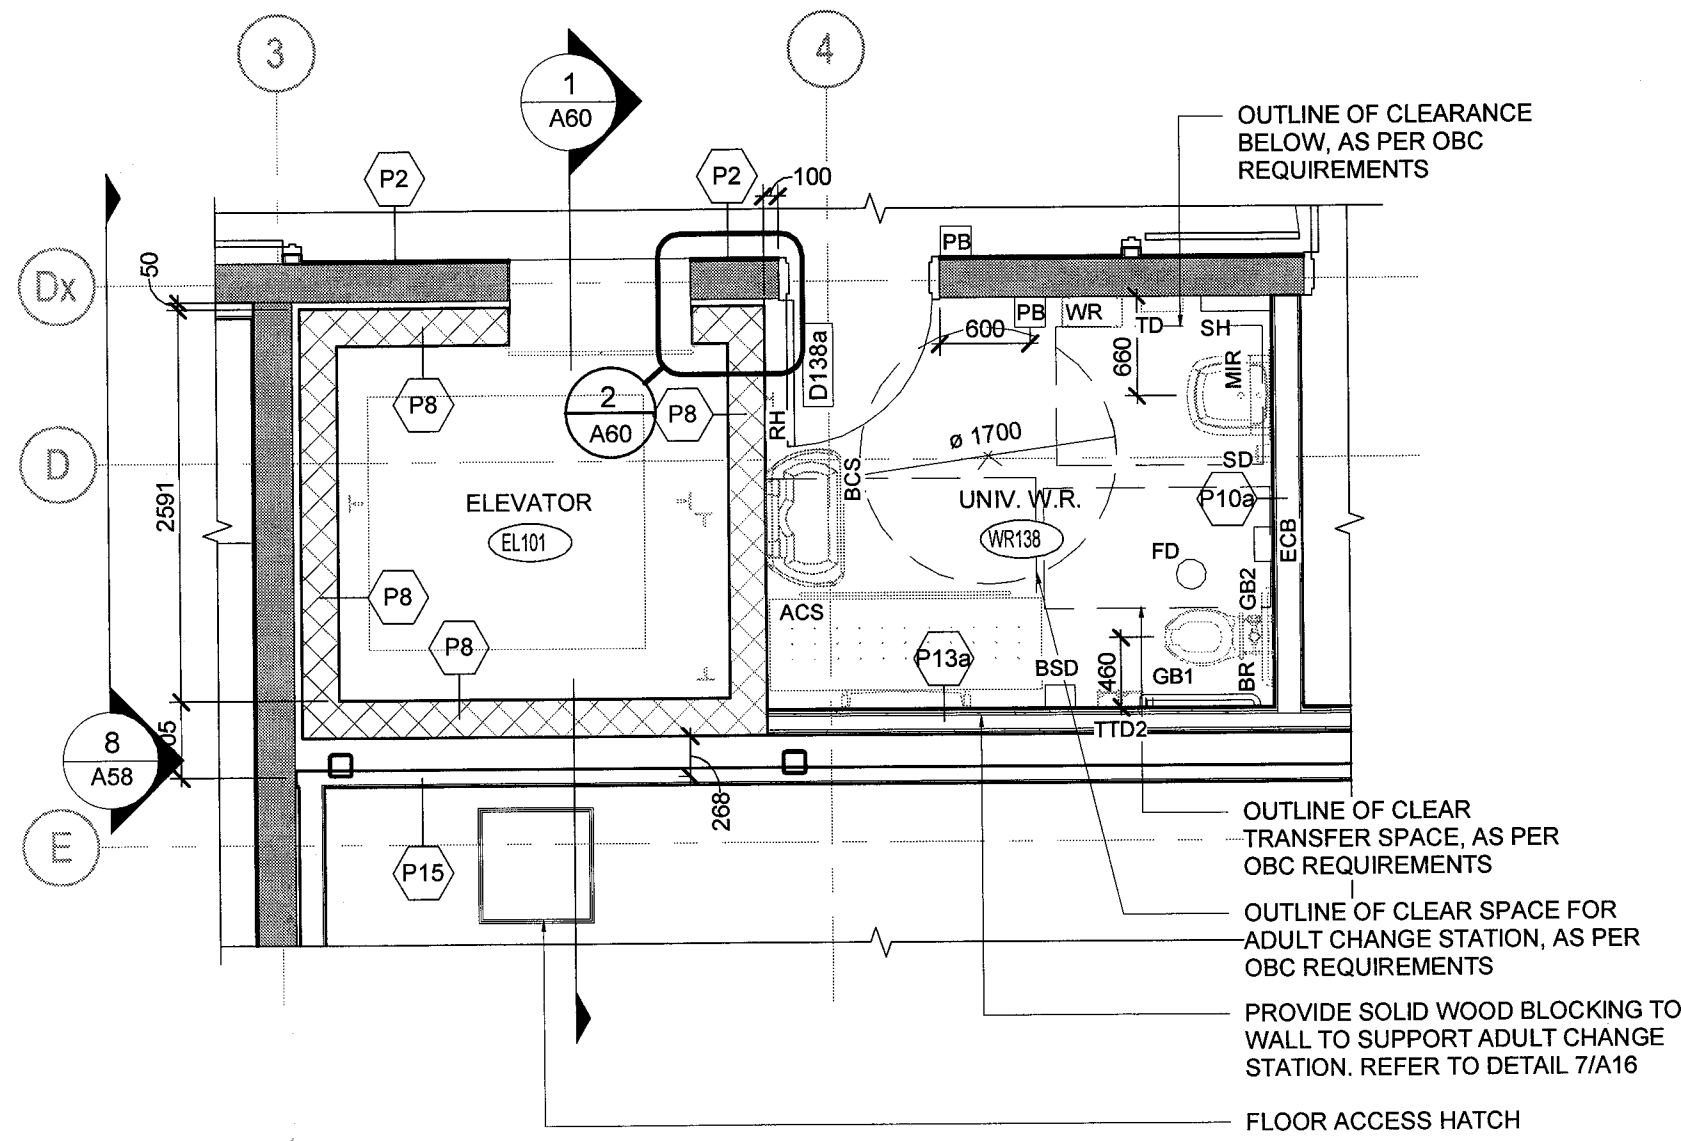 3
4
1
A60
OUTLINE OF CLEARANCE
BELOW, AS PER OBC
REQUIREMENTS
P2
P2
100
Dx
50
PB
PB
WR
TD
SH
600
660
MIR
D138a
P8
2
A60
P8
RH
ø 1700
D
BCS
SD
2591
ELEVATOR
EL101
UNIV. W.R.
WR138
P10a
ECB
FD
GB2
P8
ACS
P8
P13a
BSD
460
GB1
BR
TTD2
8
A58
05
268
E
P15
OUTLINE OF CLEAR
TRANSFER SPACE, AS PER
OBC REQUIREMENTS
OUTLINE OF CLEAR SPACE FOR
ADULT CHANGE STATION, AS PER
OBC REQUIREMENTS
PROVIDE SOLID WOOD BLOCKING TO
WALL TO SUPPORT ADULT CHANGE
STATION. REFER TO DETAIL 7/A16
FLOOR ACCESS HATCH